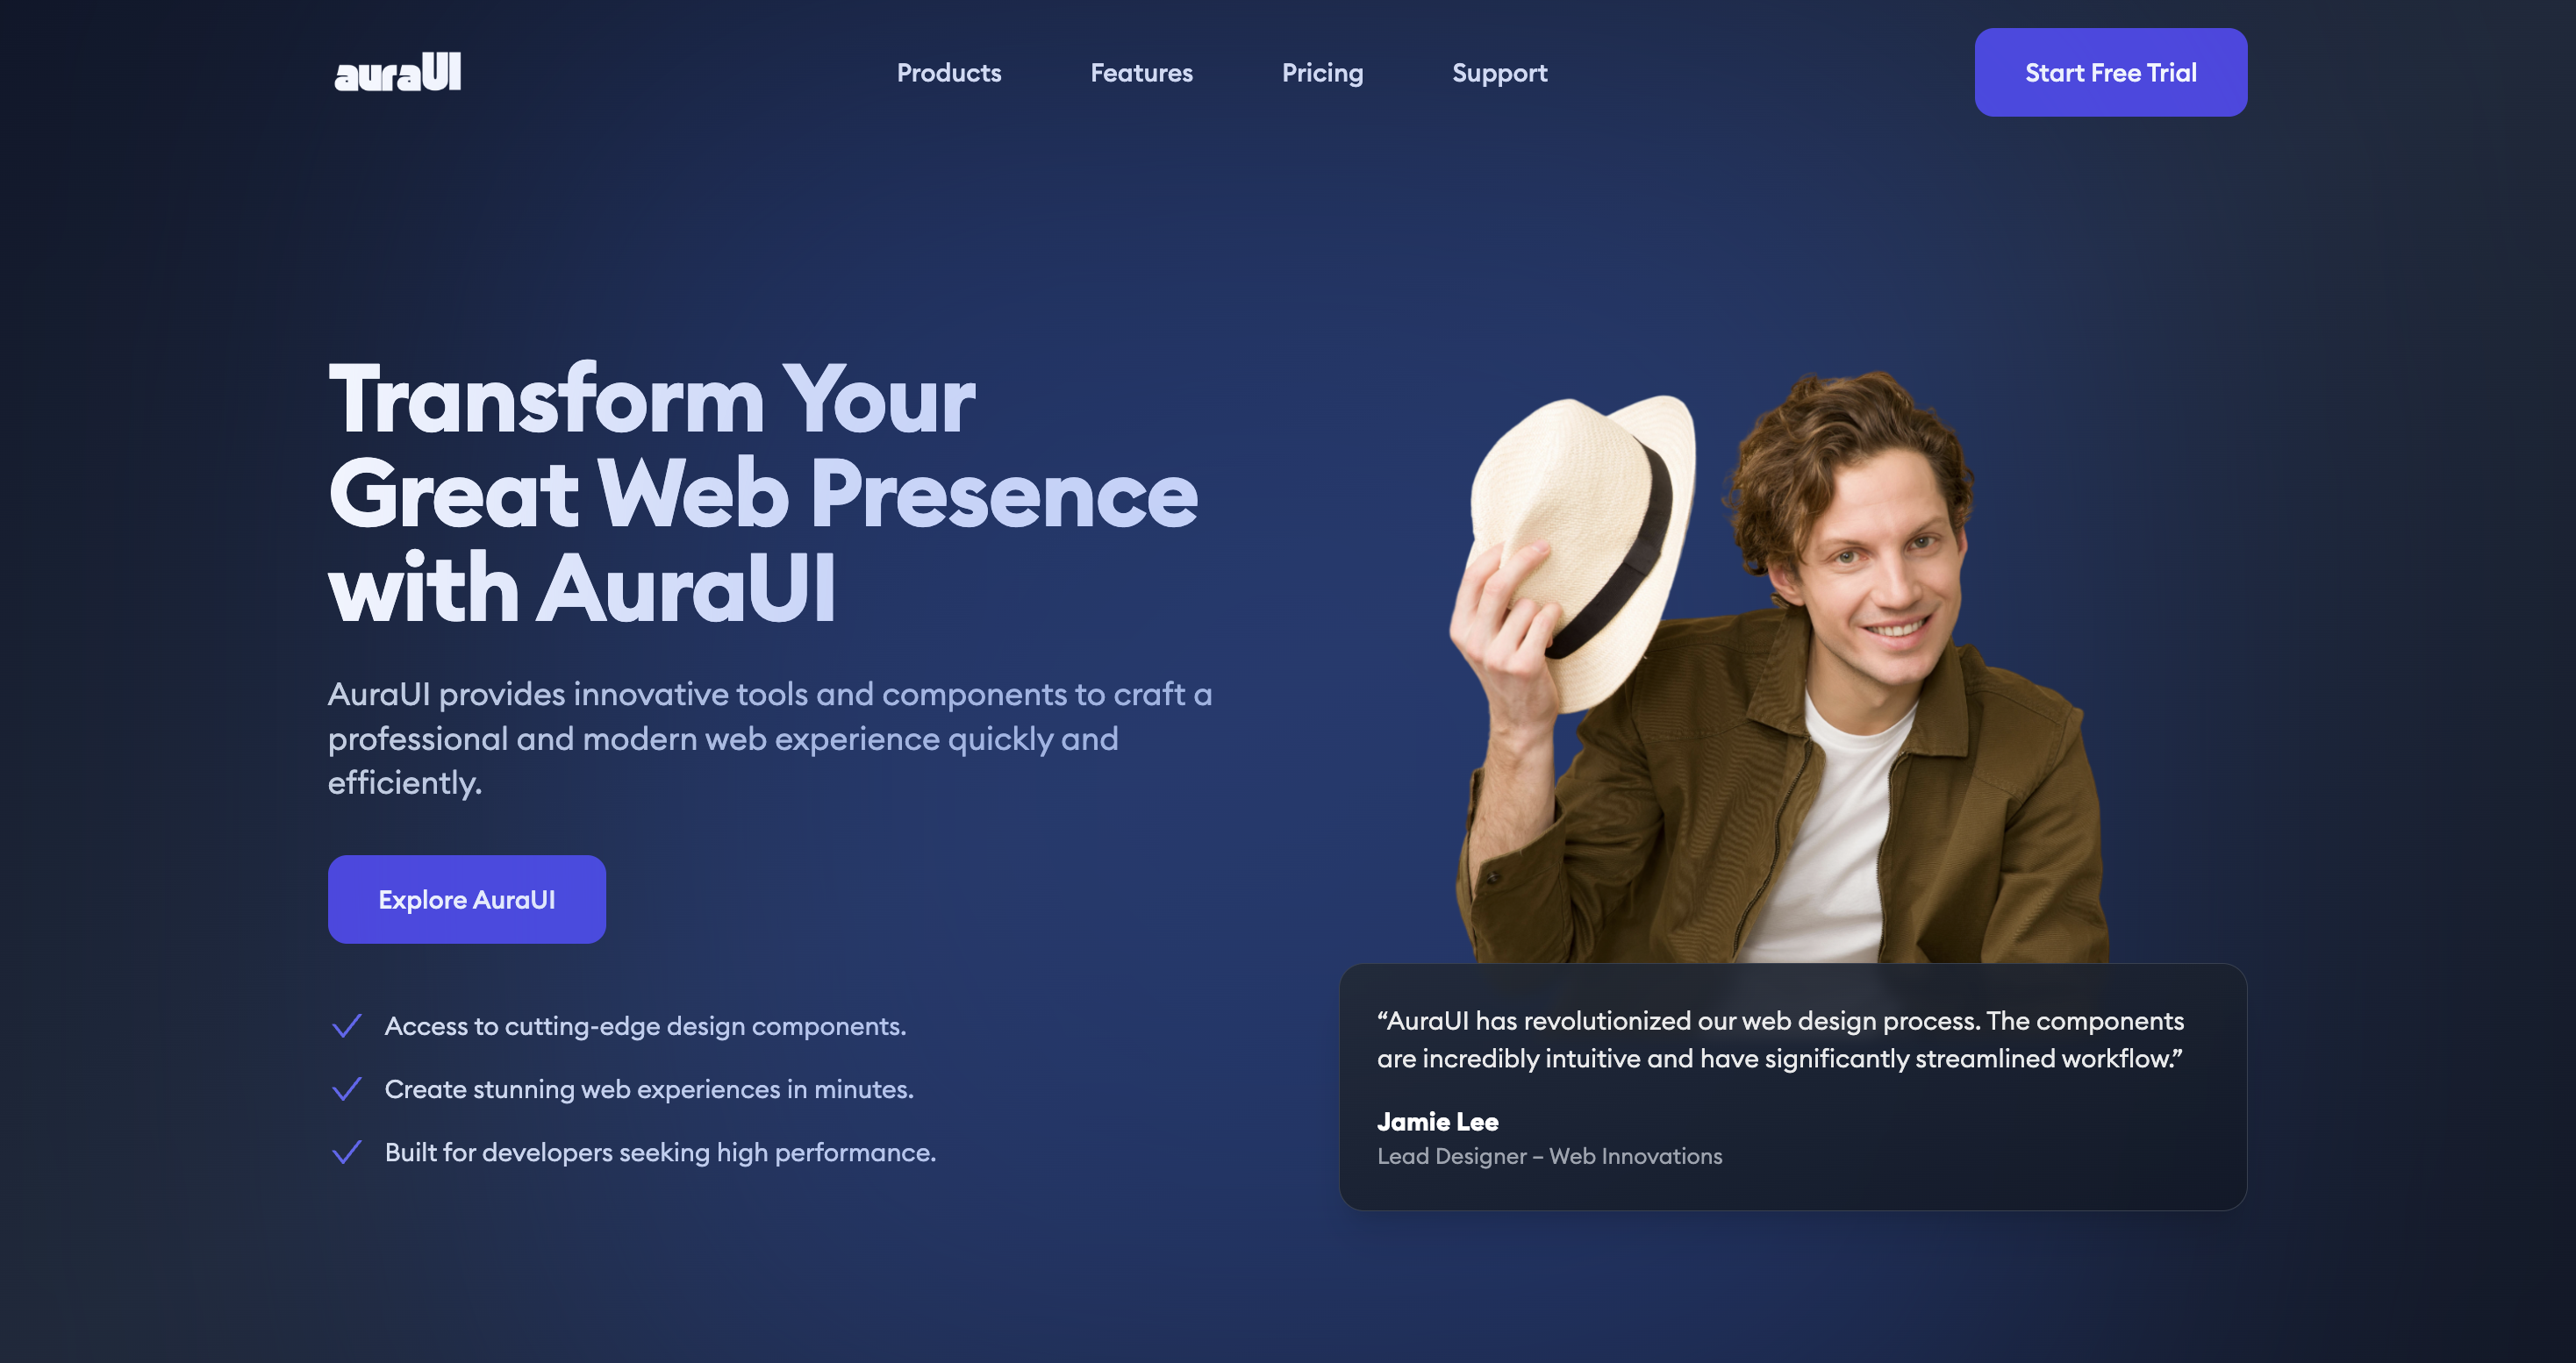 auraUI
Products
Features
Pricing
Support
Start Free Trial
Transform Your
Great Web Presence
with AuraUI
AuraUI provides innovative tools and components to craft a
professional and modern web experience quickly and
efficiently.
Explore AuraUI
Access to cutting-edge design components.
Create stunning web experiences in minutes.
Built for developers seeking high performance.
“AuraUI has revolutionized our web design process. The components
are incredibly intuitive and have significantly streamlined workflow.”
Jamie Lee
Lead Designer – Web Innovations